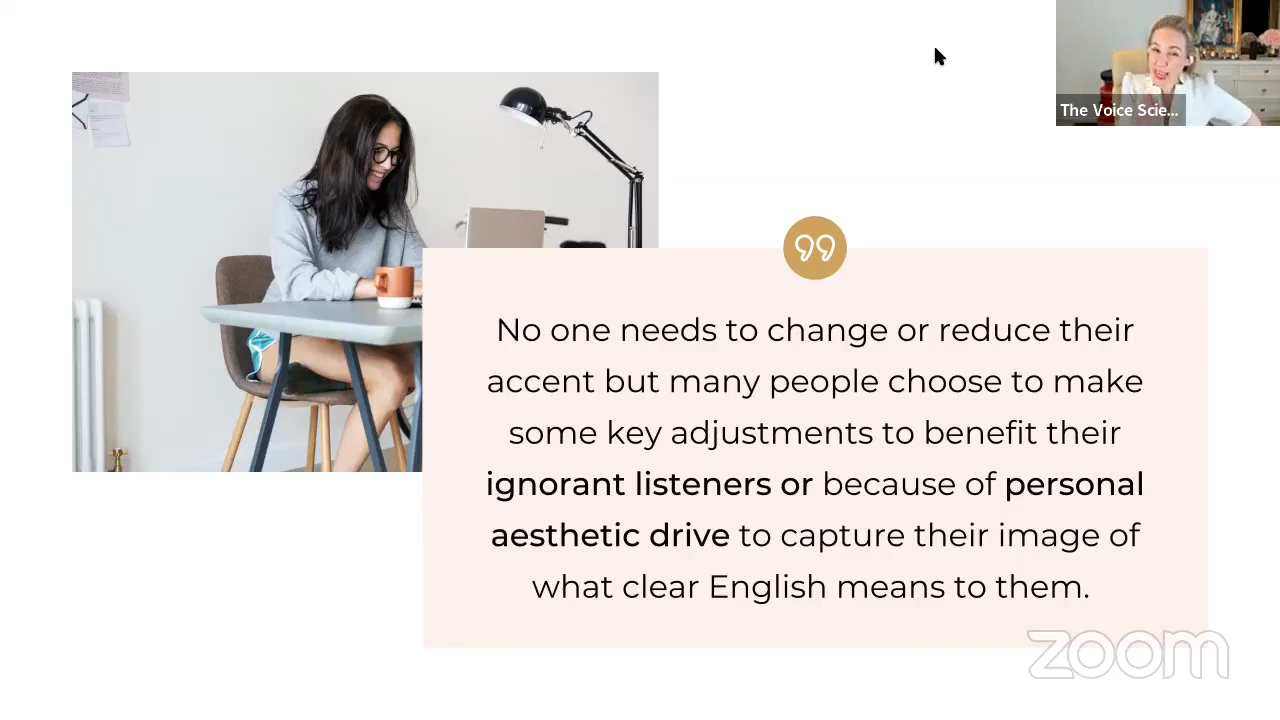 The Voice Scie...
No one needs to change or reduce their
accent but many people choose to make
some key adjustments to benefit their
ignorant listeners or because of personal
aesthetic drive to capture their image of
what clear English means to them.
zoom